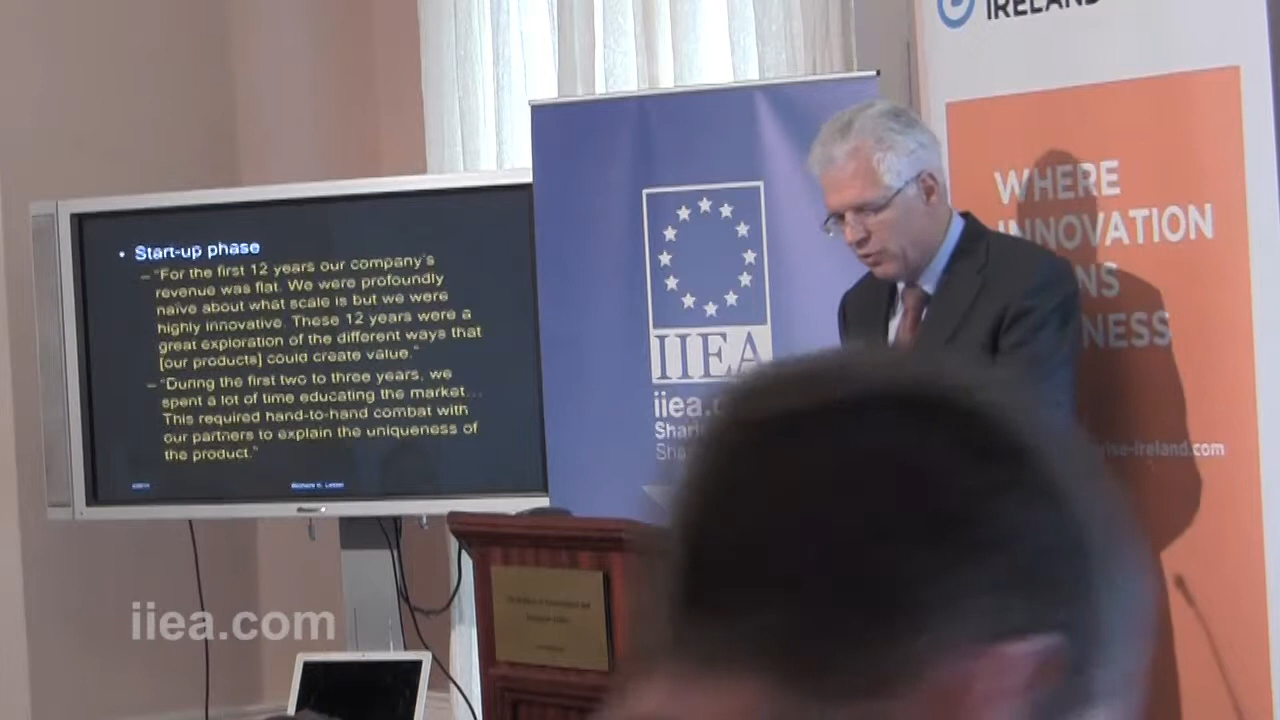 • Start-up phase
– "For the first 12 years our company's
revenue was flat. We were profoundly
naïve about what scale is but we were
highly innovative. These 12 years were a
great exploration of the different ways that
[our products] could create value."
– "During the first two to three years, we
spent a lot of time educating the market…
This required hand-to-hand combat with
our partners to explain the uniqueness of
the product."
IIEA
iiea.c
Shari
Sha
IRELAND
WHERE
INNOVATION
NS
NESS
ise-ireland.com
iiea.com